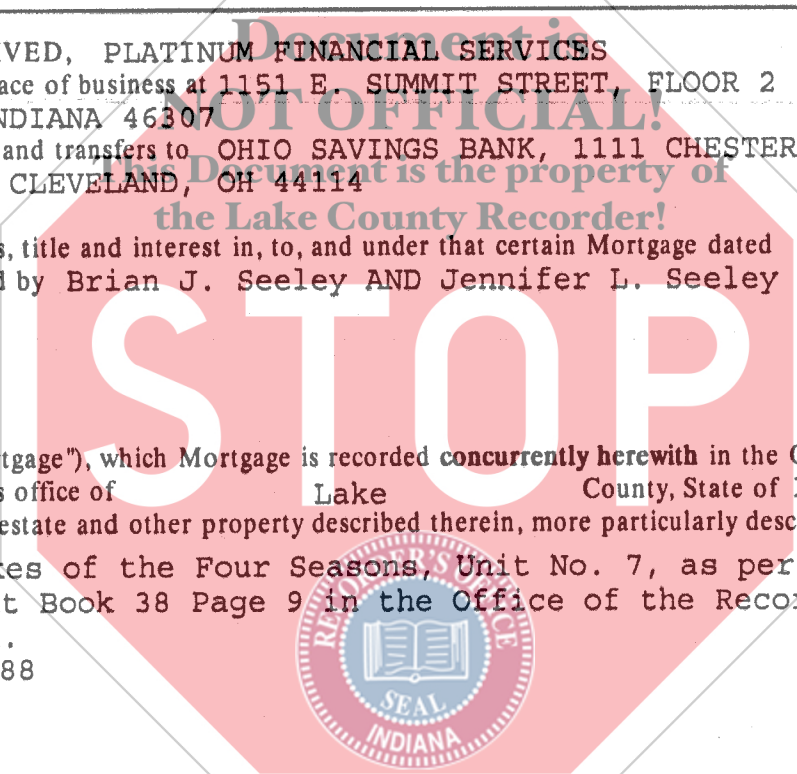 IVED, PLATINUM FINANCIAL SERVICES
ace of business at 1151 E. SUMMIT STREET, FLOOR 2
NDIANA 46307
and transfers to OHIO SAVINGS BANK, 1111 CHESTER
CLEVELAND, OH 44114
s, title and interest in, to, and under that certain Mortgage dated
d by Brian J. Seeley AND Jennifer L. Seeley
tgage"), which Mortgage is recorded concurrently herewith in the
s office of Lake County, State of
estate and other property described therein, more particularly desc
kes of the Four Seasons, Unit No. 7, as per
t Book 38 Page 9 in the Office of the Recor
.
88
Document is
NOT OFFICIAL!
This Document is the property of
the Lake County Recorder!
STOP
RECORDER'S OFFICE
SEAL
INDIANA